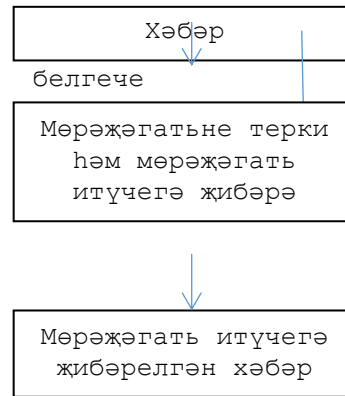 Хәбәр
белгече
Мөрәҗәгатьне терки
һәм мөрәҗәгать
итүчегә җибәрә
Мөрәҗәгать итүчегә
җибәрелгән хәбәр